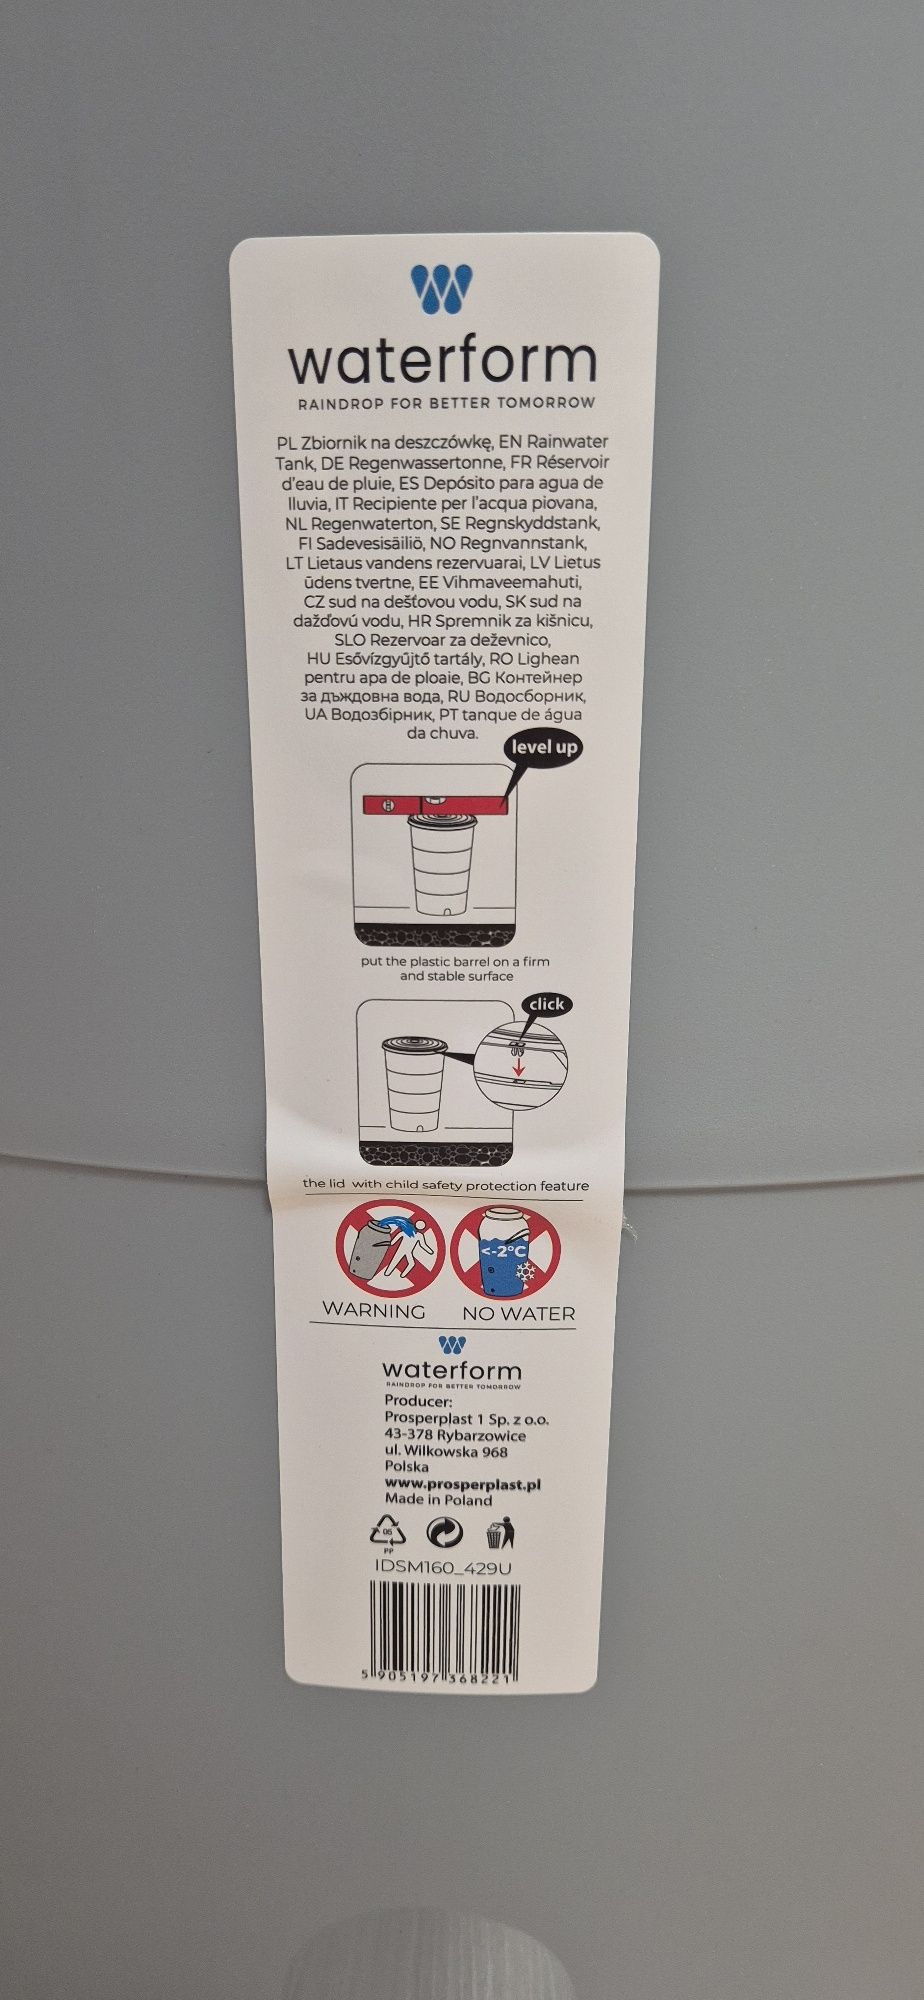 waterform
RAINDROP FOR BETTER TOMORROW
PL Zbiornik na deszczówkę, EN Rainwater
Tank, DE Regenwassertonne, FR Réservoir
d'eau de pluie, ES Depósito para agua de
lluvia, IT Recipiente per l'acqua piovana,
NL Regenwaterton, SE Regnskyddstank,
FI Sadevesisäiliö, NO Regnvannstank,
LT Lietaus vandens rezervuarai, LV Lietus
ūdens tvertne, EE Vihmaveemahuti,
CZ sud na dešťovou vodu, SK sud na
dažďovú vodu, HR Spremnik za kišnicu,
SLO Rezervoar za deževnico,
HU Esővízgyűjtő tartály, RO Lighean
pentru apa de ploaie, BG Контейнер
за дъждовна вода, RU Водосборник,
UA Водозбірник, PT tanque de água
da chuva.
level up
put the plastic barrel on a firm
and stable surface
click
the lid with child safety protection feature
<-2°C
WARNING NO WATER
waterform
RAINDROP FOR BETTER TOMORROW
Producer:
Prosperplast 1 Sp. z o.o.
43-378 Rybarzowice
ul. Wilkowska 968
Polska
www.prosperplast.pl
Made in Poland
05
PP
IDSM160_429U
5 905197 368221